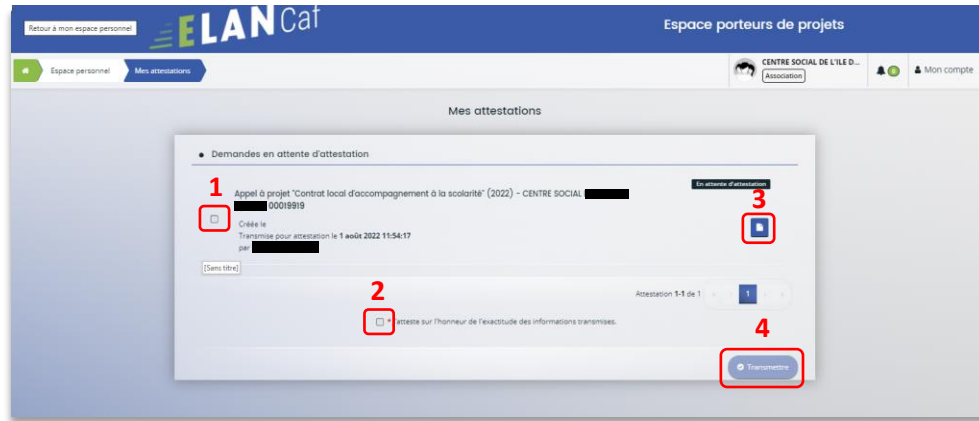 Retour à mon espace personnel
ELANCaf
Espace porteurs de projets
Espace personnel
Mes attestations
CENTRE SOCIAL DE L'ILE D...
Association
0
Mon compte
Mes attestations
Demandes en attente d'attestation
En attente d'attestation
1
3
Appel à projet "Contrat local d'accompagnement à la scolarité" (2022) - CENTRE SOCIAL
00019919
Créée le
Transmise pour attestation le 1 août 2022 11:54:17
par
[Sans titre]
Attestation 1-1 de 1
1
2
* atteste sur l'honneur de l'exactitude des informations transmises.
4
Transmettre